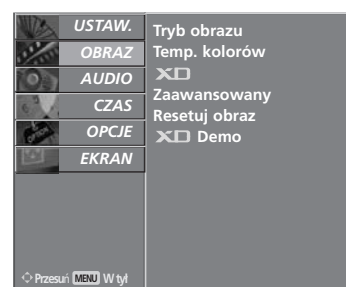 USTAW.
OBRAZ
AUDIO
CZAS
OPCJE
EKRAN
Tryb obrazu
Temp. kolorów
XD
Zaawansowany
Resetuj obraz
XD Demo
Przesuń MENU W tył